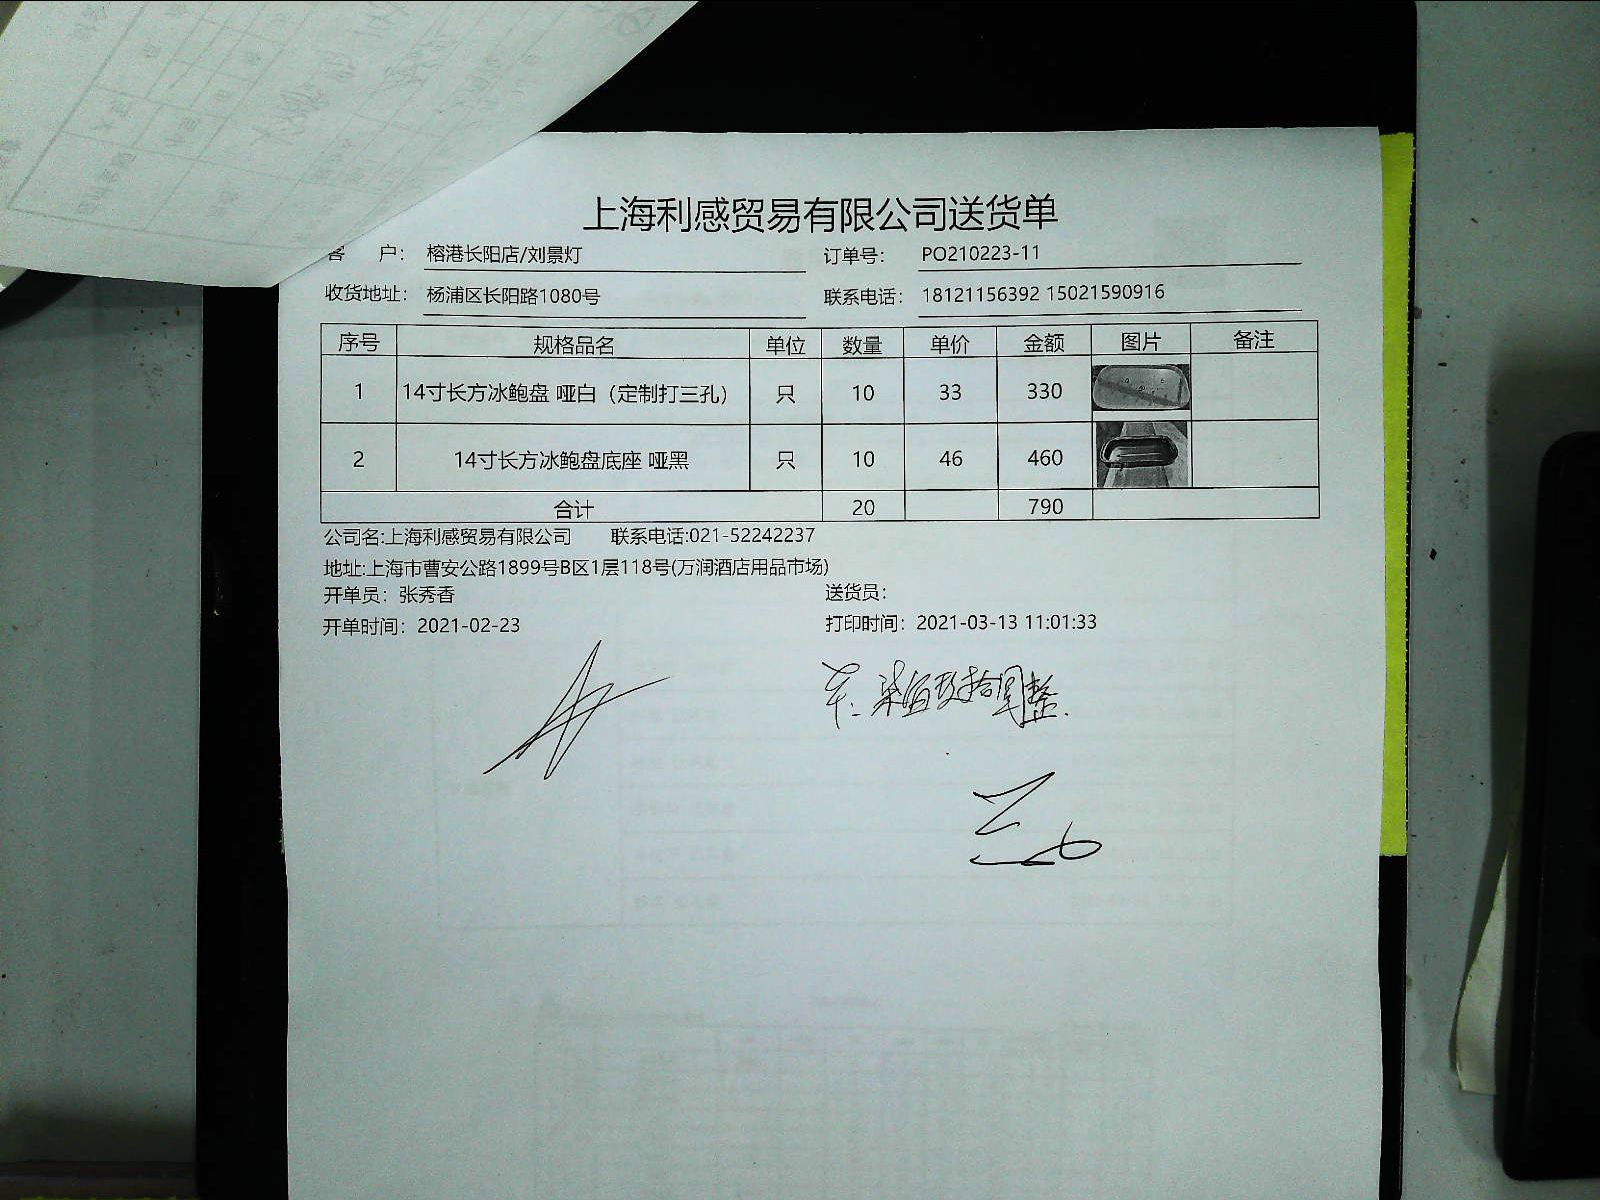 上海利感贸易有限公司送货单
客 户： 榕港长阳店/刘景灯 订单号： PO210223-11
收货地址： 杨浦区长阳路1080号 联系电话： 18121156392 15021590916
序号 规格品名 单位 数量 单价 金额 图片 备注
1 14寸长方冰鲍盘 哑白（定制打三孔） 只 10 33 330
2 14寸长方冰鲍盘底座 哑黑 只 10 46 460
合计 20 790
公司名:上海利感贸易有限公司 联系电话:021-52242237
地址:上海市曹安公路1899号B区1层118号(万润酒店用品市场)
开单员：张秀香 送货员：
开单时间：2021-02-23 打印时间：2021-03-13 11:01:33
柒佰玖拾圆整